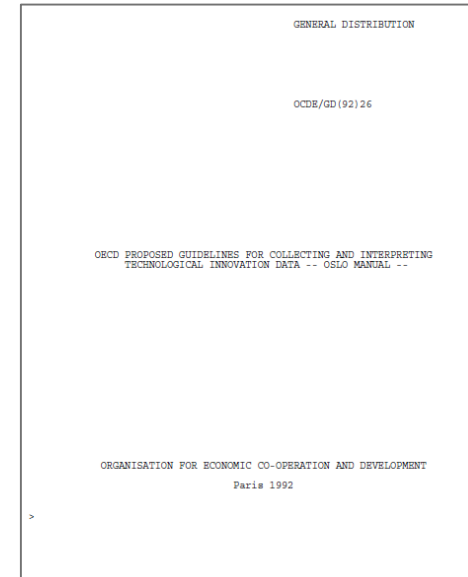 GENERAL DISTRIBUTION
OCDE/GD(92)26
OECD PROPOSED GUIDELINES FOR COLLECTING AND INTERPRETING
TECHNOLOGICAL INNOVATION DATA -- OSLO MANUAL --
ORGANISATION FOR ECONOMIC CO-OPERATION AND DEVELOPMENT
Paris 1992
>